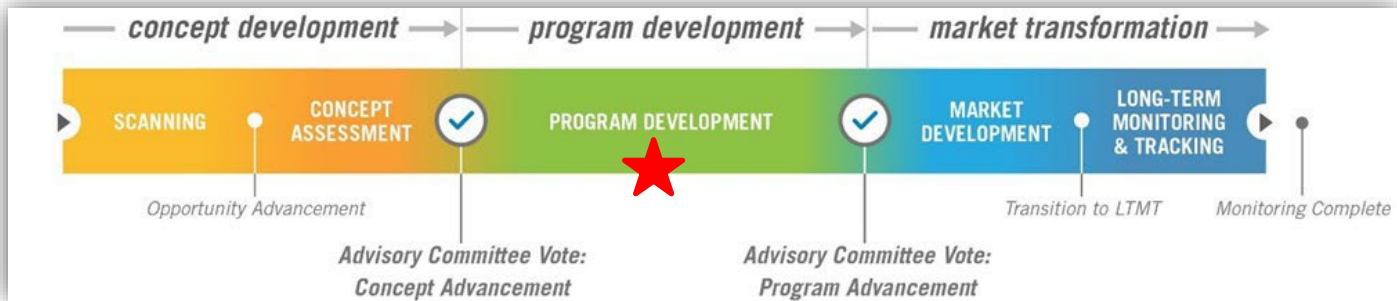 concept development
program development
market transformation
SCANNING
CONCEPT
ASSESSMENT
PROGRAM DEVELOPMENT
MARKET
DEVELOPMENT
LONG-TERM
MONITORING
& TRACKING
Opportunity Advancement
Transition to LTMT
Monitoring Complete
Advisory Committee Vote:
Concept Advancement
Advisory Committee Vote:
Program Advancement